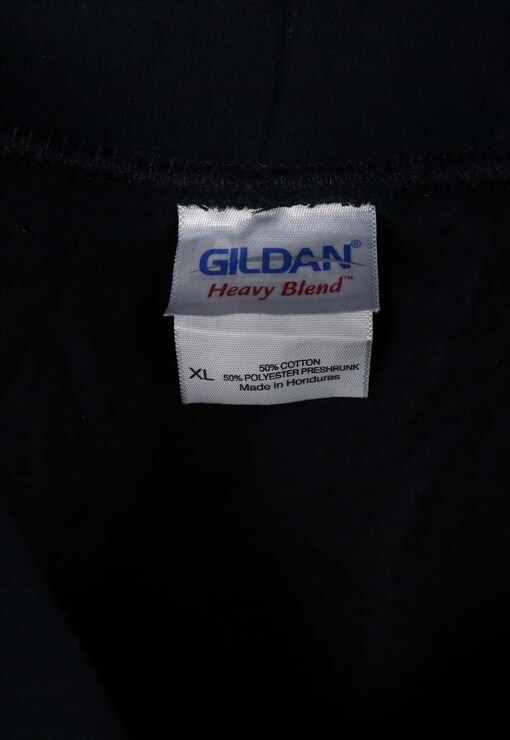 GILDAN®
Heavy Blend™
XL
50% COTTON
50% POLYESTER PRESHRUNK
Made in Honduras